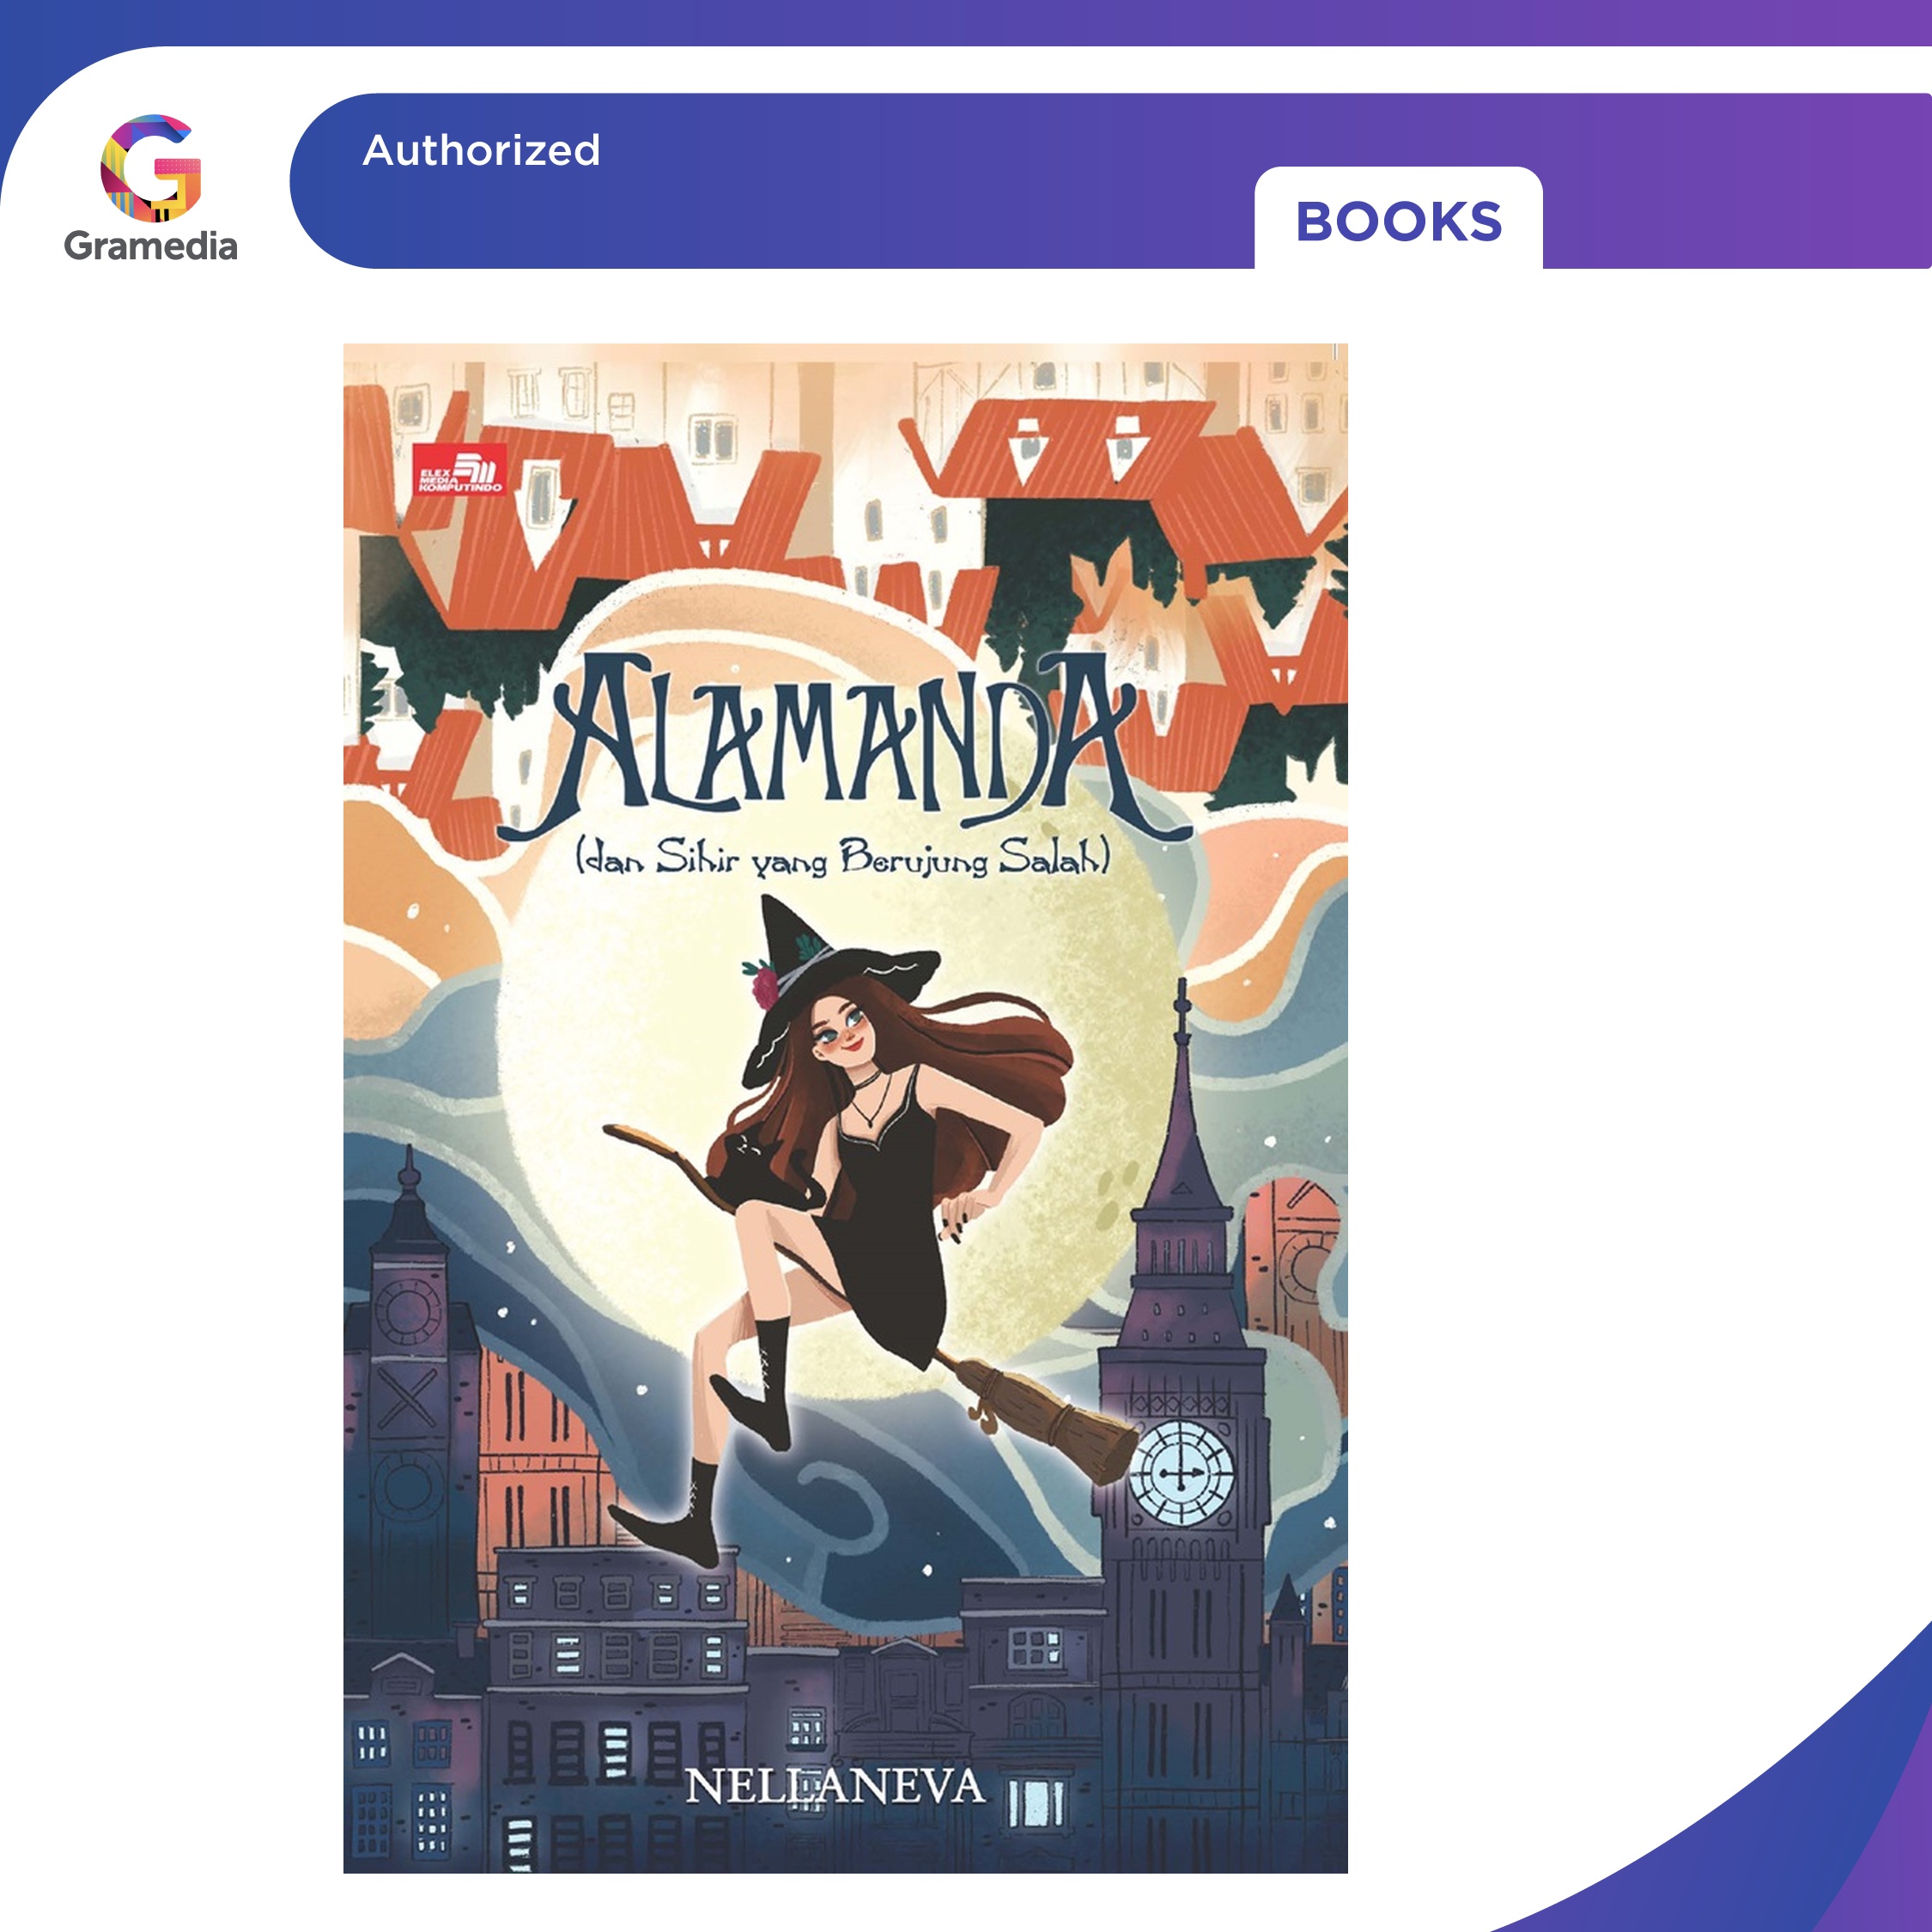 Authorized
BOOKS
Gramedia
ELEX
MEDIA
KOMPUTINDO
ALAMANDA
(dan Sihir yang Berujung Salah)
NELLANEVA